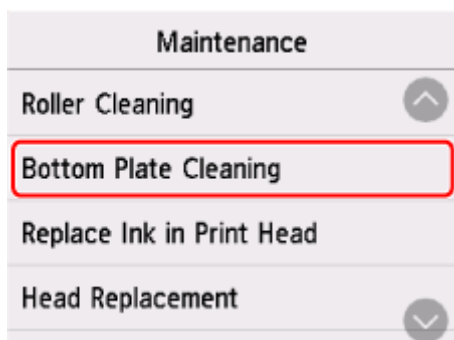 Maintenance
Roller Cleaning
Bottom Plate Cleaning
Replace Ink in Print Head
Head Replacement